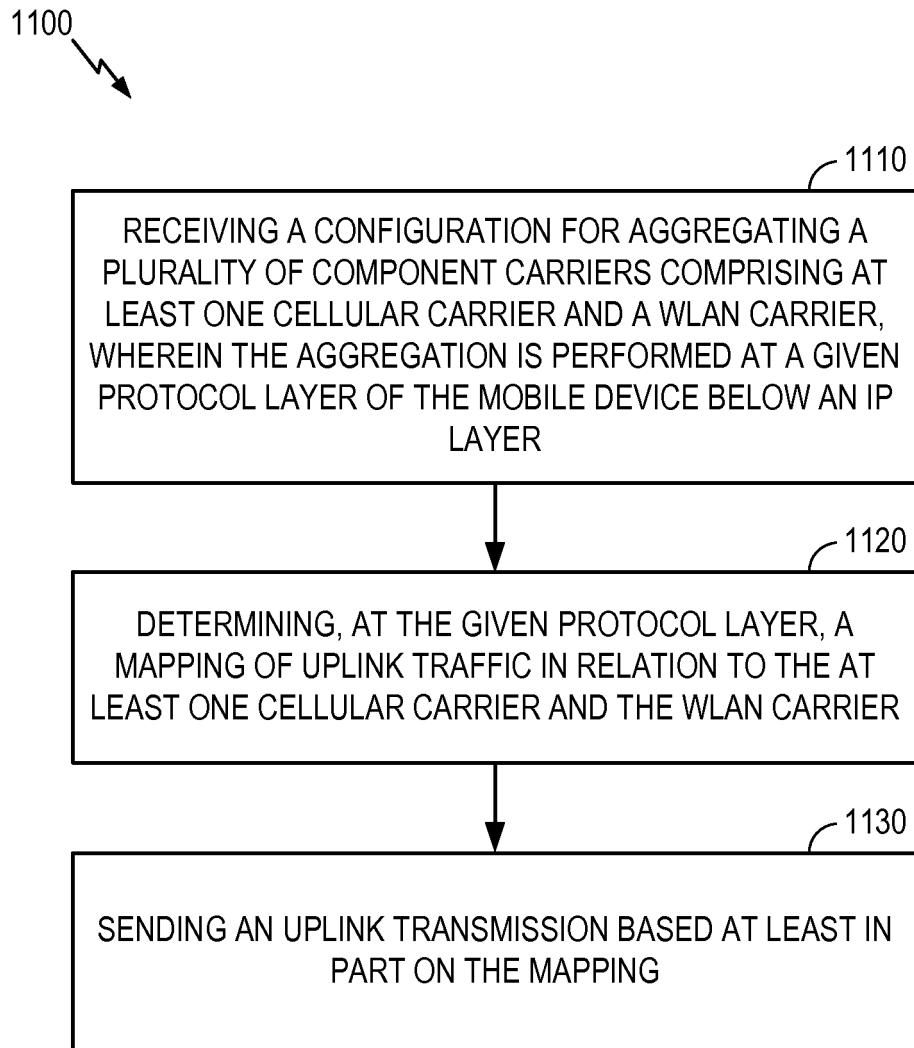 1100
1110
RECEIVING A CONFIGURATION FOR AGGREGATING A
PLURALITY OF COMPONENT CARRIERS COMPRISING AT
LEAST ONE CELLULAR CARRIER AND A WLAN CARRIER,
WHEREIN THE AGGREGATION IS PERFORMED AT A GIVEN
PROTOCOL LAYER OF THE MOBILE DEVICE BELOW AN IP
LAYER
1120
DETERMINING, AT THE GIVEN PROTOCOL LAYER, A
MAPPING OF UPLINK TRAFFIC IN RELATION TO THE AT
LEAST ONE CELLULAR CARRIER AND THE WLAN CARRIER
1130
SENDING AN UPLINK TRANSMISSION BASED AT LEAST IN
PART ON THE MAPPING